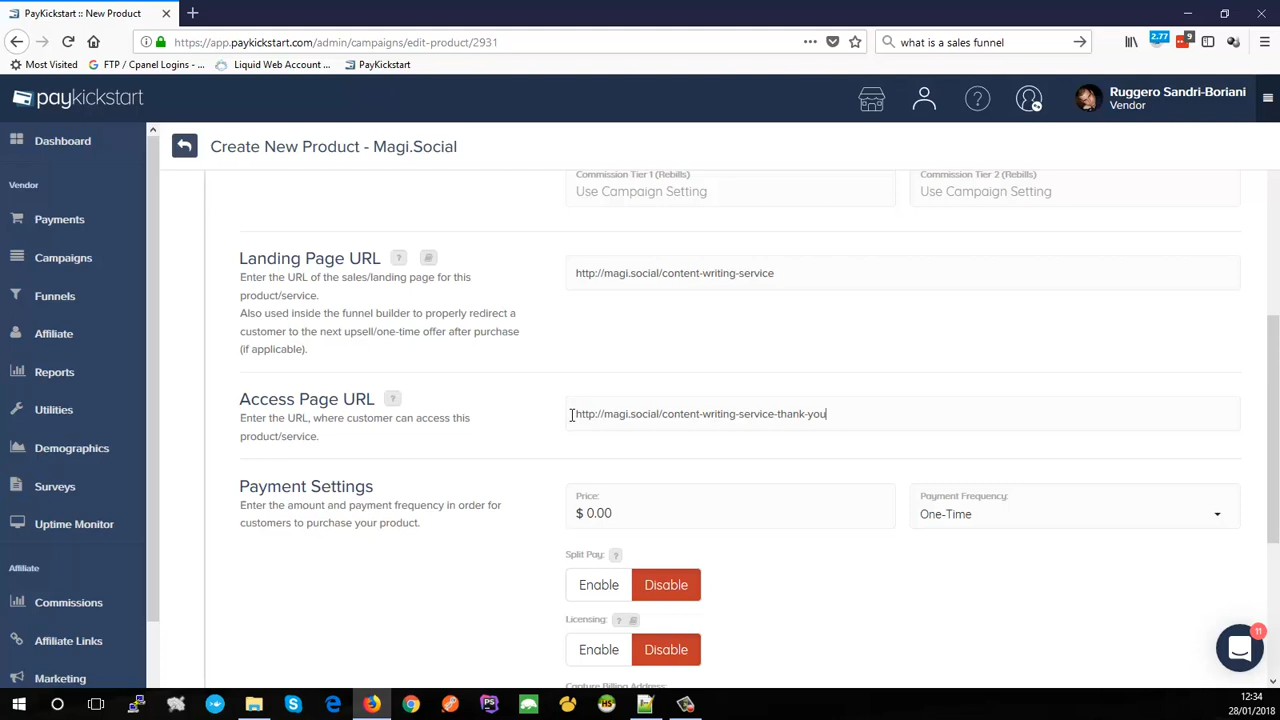 PayKickstart :: New Product
https://app.paykickstart.com/admin/campaigns/edit-product/2931
what is a sales funnel
2.77
9
Most Visited
FTP / Cpanel Logins - ...
Liquid Web Account ...
PayKickstart
paykickstart
Ruggero Sandri-Boriani
Vendor
Dashboard
Vendor
Payments
Campaigns
Funnels
Affiliate
Reports
Utilities
Demographics
Surveys
Uptime Monitor
Affiliate
Commissions
Affiliate Links
Marketing
Create New Product - Magi.Social
Commission Tier 1 (Rebills)
Use Campaign Setting
Commission Tier 2 (Rebills)
Use Campaign Setting
Landing Page URL ?
Enter the URL of the sales/landing page for this
product/service.
Also used inside the funnel builder to properly redirect a
customer to the next upsell/one-time offer after purchase
(if applicable).
http://magi.social/content-writing-service
Access Page URL ?
Enter the URL, where customer can access this
product/service.
http://magi.social/content-writing-service-thank-you
Payment Settings
Enter the amount and payment frequency in order for
customers to purchase your product.
Price:
$ 0.00
Payment Frequency:
One-Time
Split Pay: ?
Enable Disable
Licensing: ?
Enable Disable
Capture Billing Address:
11
12:34
28/01/2018